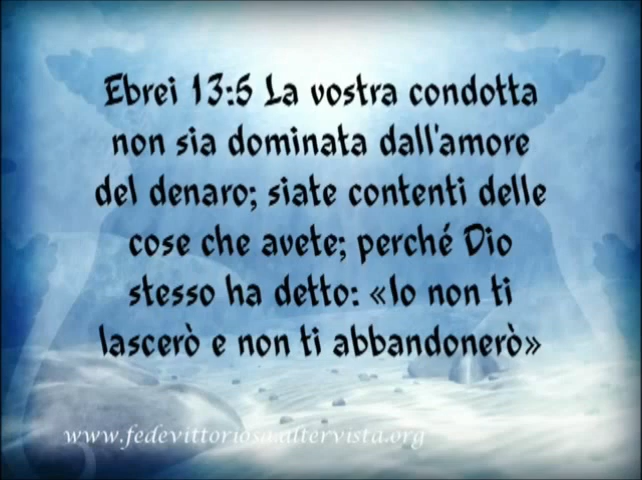 Ebrei 13:5 La vostra condotta
non sia dominata dall'amore
del denaro; siate contenti delle
cose che avete; perché Dio
stesso ha detto: «Io non ti
lascerò e non ti abbandonerò»
www.fedevittoriosa.altervista.org